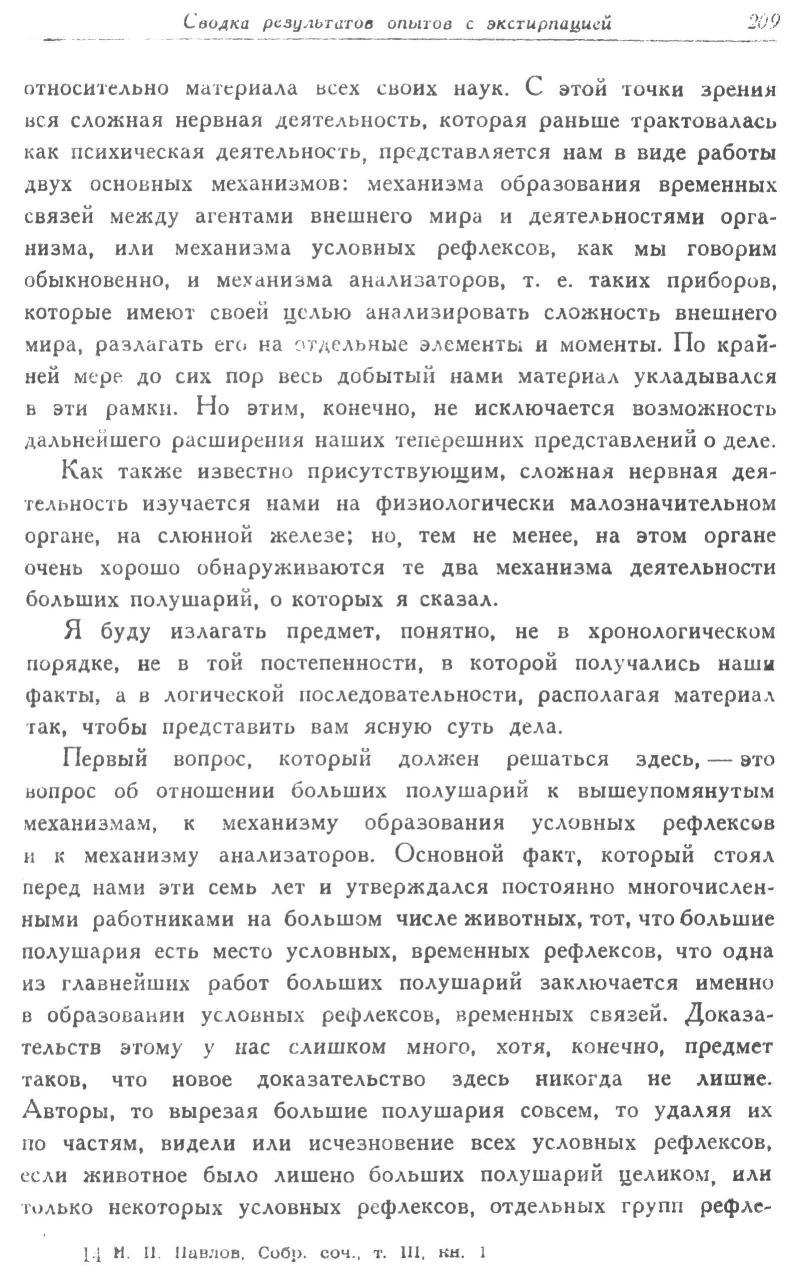 Сводка результатов опытов с экстирпацией 209
относительно материала всех своих наук. С этой точки зрения
вся сложная нервная деятельность, которая раньше трактовалась
как психическая деятельность, представляется нам в виде работы
двух основных механизмов: механизма образования временных
связей между агентами внешнего мира и деятельностями орга-
низма, или механизма условных рефлексов, как мы говорим
обыкновенно, и механизма анализаторов, т. е. таких приборов,
которые имеют своей целью анализировать сложность внешнего
мира, разлагать его на отдельные элементы и моменты. По край-
ней мере до сих пор весь добытый нами материал укладывался
в эти рамки. Но этим, конечно, не исключается возможность
дальнейшего расширения наших теперешних представлений о деле.
Как также известно присутствующим, сложная нервная дея-
тельность изучается нами на физиологически малозначительном
органе, на слюнной железе; но, тем не менее, на этом органе
очень хорошо обнаруживаются те два механизма деятельности
больших полушарий, о которых я сказал.
Я буду излагать предмет, понятно, не в хронологическом
порядке, не в той постепенности, в которой получались наши
факты, а в логической последовательности, располагая материал
так, чтобы представить вам ясную суть дела.
Первый вопрос, который должен решаться здесь, — это
вопрос об отношении больших полушарий к вышеупомянутым
механизмам, к механизму образования условных рефлексов
и к механизму анализаторов. Основной факт, который стоял
перед нами эти семь лет и утверждался постоянно многочислен-
ными работниками на большом числе животных, тот, что большие
полушария есть место условных, временных рефлексов, что одна
из главнейших работ больших полушарий заключается именно
в образовании условных рефлексов, временных связей. Доказа-
тельств этому у нас слишком много, хотя, конечно, предмет
таков, что новое доказательство здесь никогда не лишне.
Авторы, то вырезая большие полушария совсем, то удаляя их
по частям, видели или исчезновение всех условных рефлексов,
если животное было лишено больших полушарий целиком, или
только некоторых условных рефлексов, отдельных групп рефле-
14 И. П. Павлов, Собр. соч., т. III, кн. 1